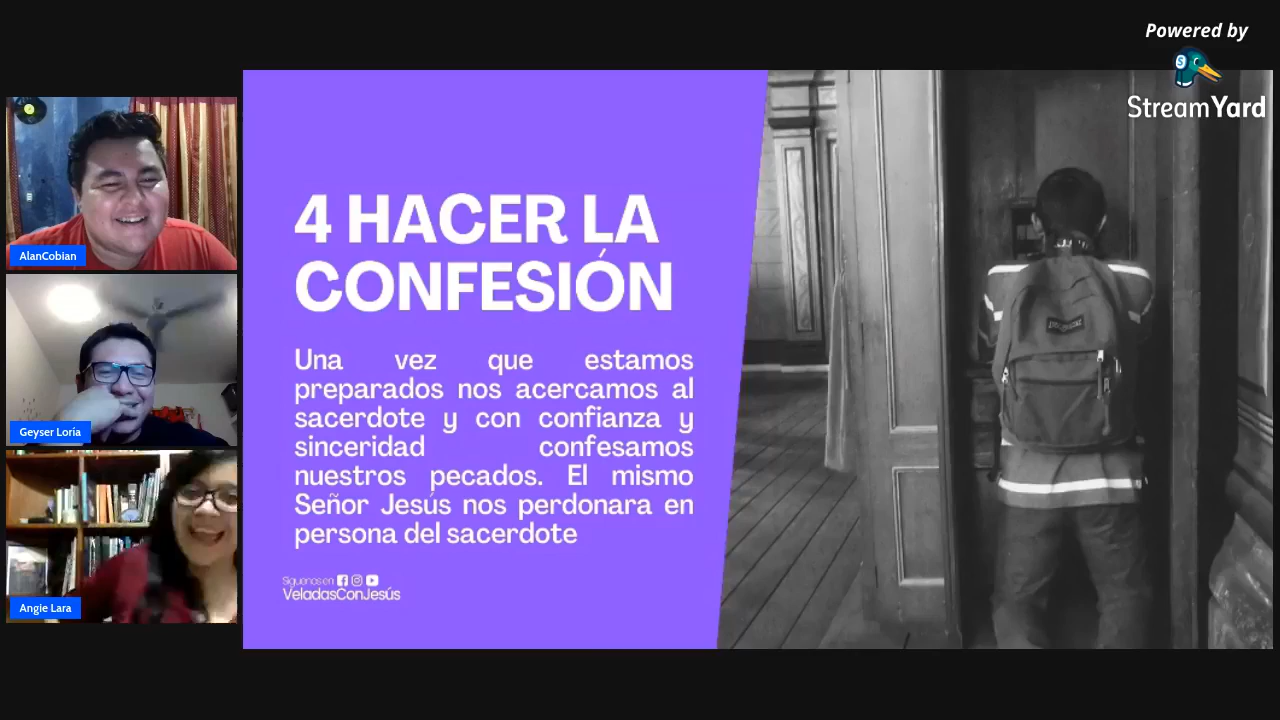 Powered by
StreamYard
AlanCobian
Geyser Loría
Angie Lara
4 HACER LA
CONFESIÓN
Una vez que estamos
preparados nos acercamos al
sacerdote y con confianza y
sinceridad confesamos
nuestros pecados. El mismo
Señor Jesús nos perdonara en
persona del sacerdote
Siguenos en
VeladasConJesús